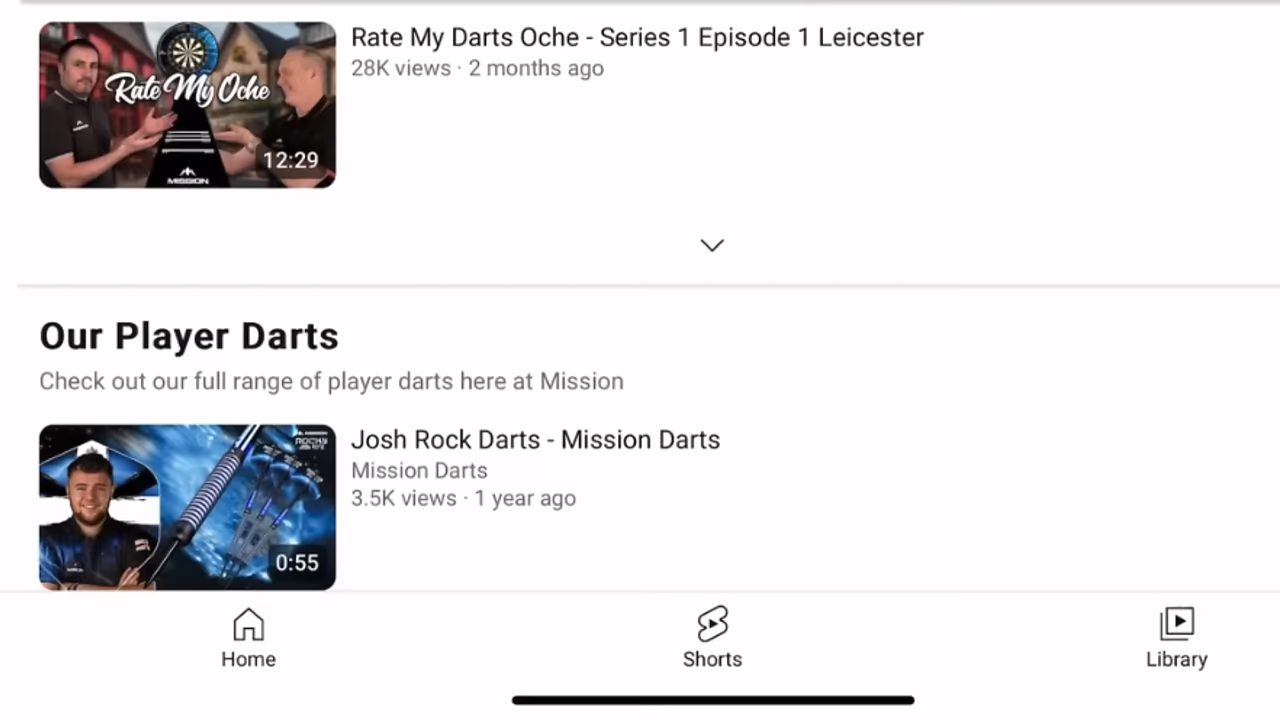 Rate My Darts Oche - Series 1 Episode 1 Leicester
28K views · 2 months ago
Rate My Oche
12:29
MISSION
Our Player Darts
Check out our full range of player darts here at Mission
Josh Rock Darts - Mission Darts
Mission Darts
3.5K views · 1 year ago
ROCKY
0:55
Home
Shorts
Library